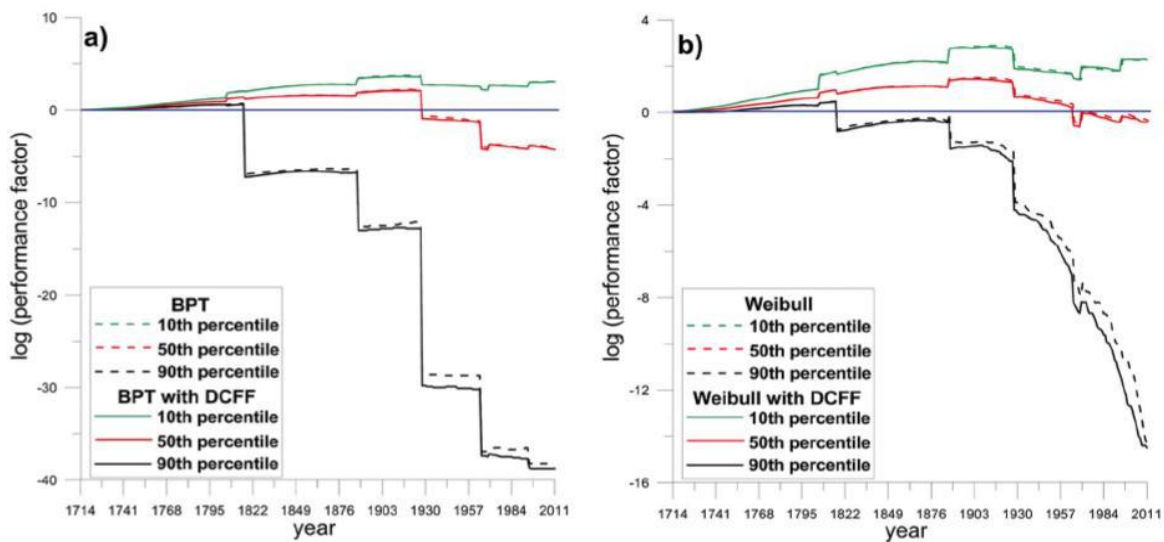 a)
log (performance factor)
10
0
-10
-20
-30
-40
BPT
10th percentile
50th percentile
90th percentile
BPT with DCFF
10th percentile
50th percentile
90th percentile
1714 1741 1768 1795 1822 1849 1876 1903 1930 1957 1984 2011
year
b)
log (performance factor)
4
0
-4
-8
-12
-16
Weibull
10th percentile
50th percentile
90th percentile
Weibull with DCFF
10th percentile
50th percentile
90th percentile
1714 1741 1768 1795 1822 1849 1876 1903 1930 1957 1984 2011
year